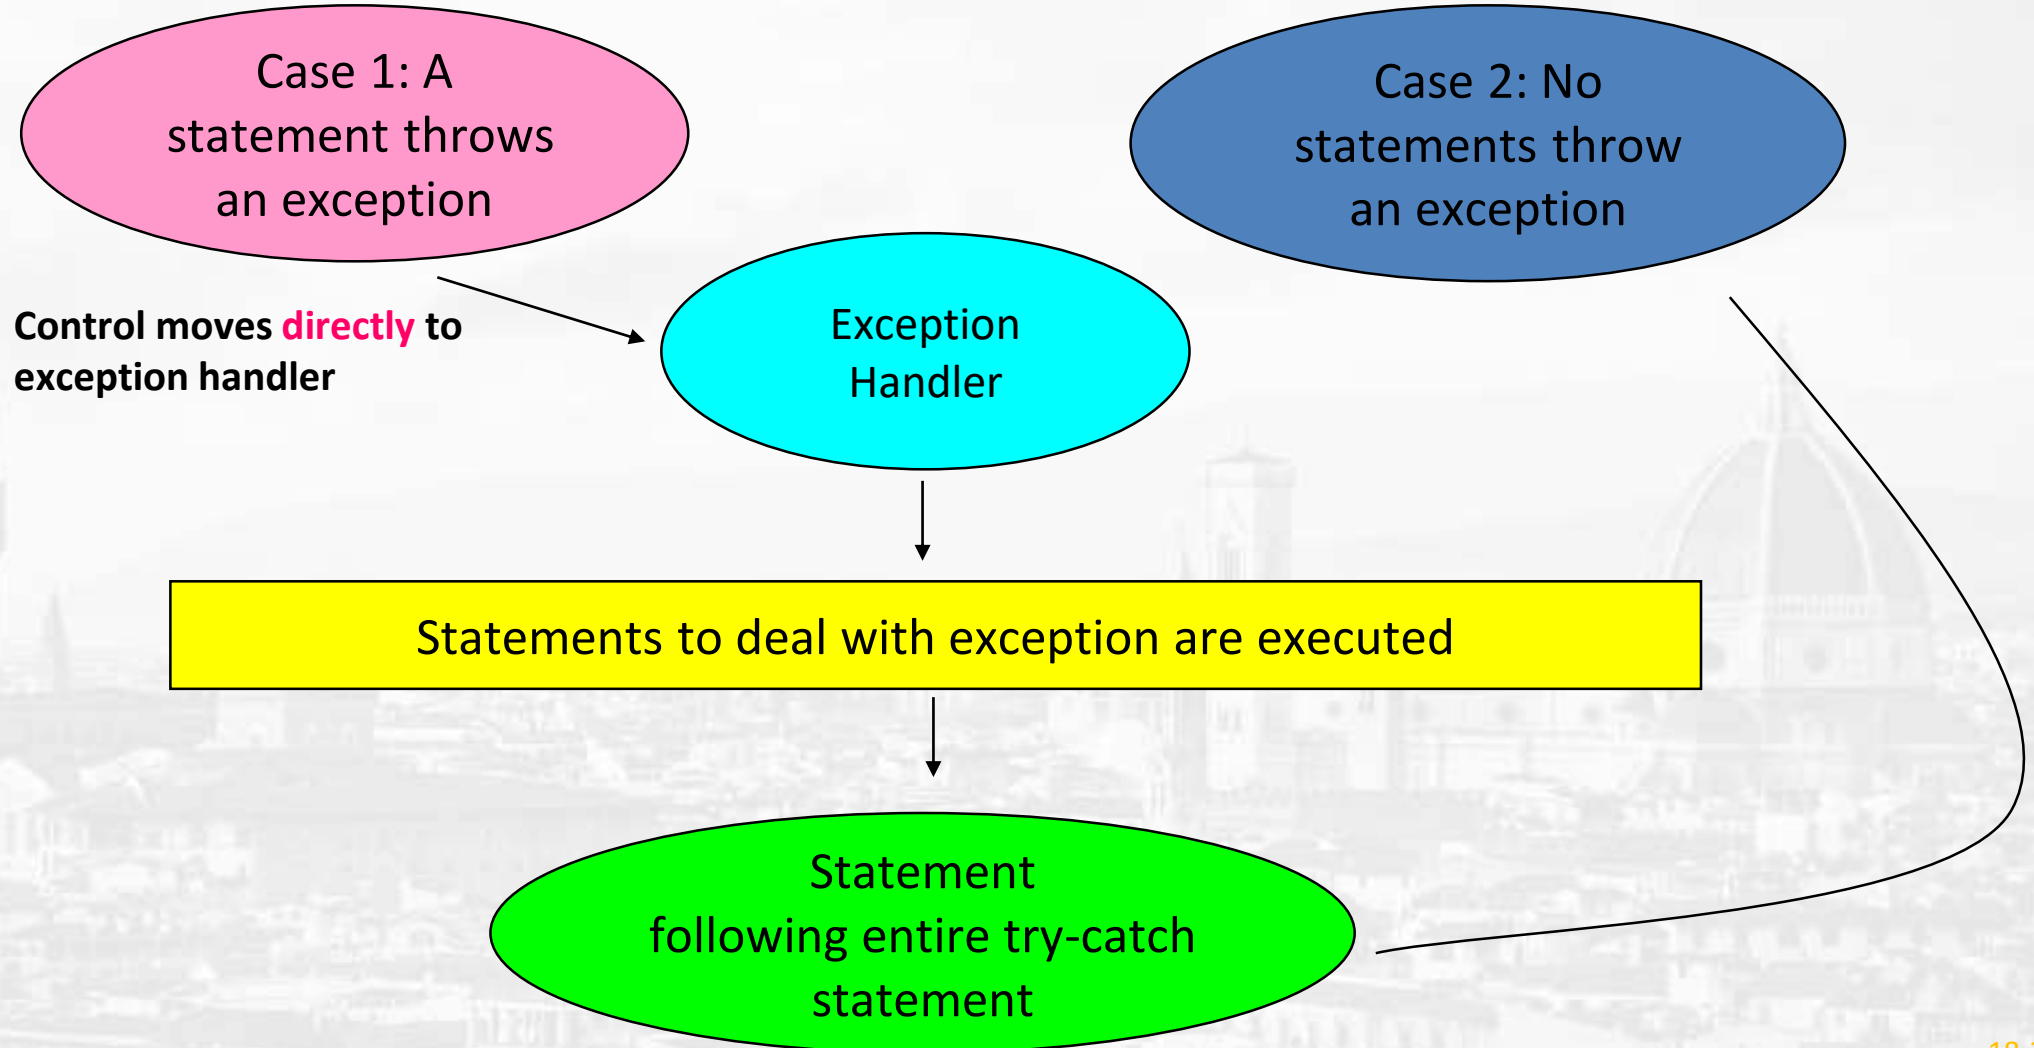 Case 1: A
statement throws
an exception
Case 2: No
statements throw
an exception
Control moves directly to
exception handler
Exception
Handler
Statements to deal with exception are executed
Statement
following entire try-catch
statement